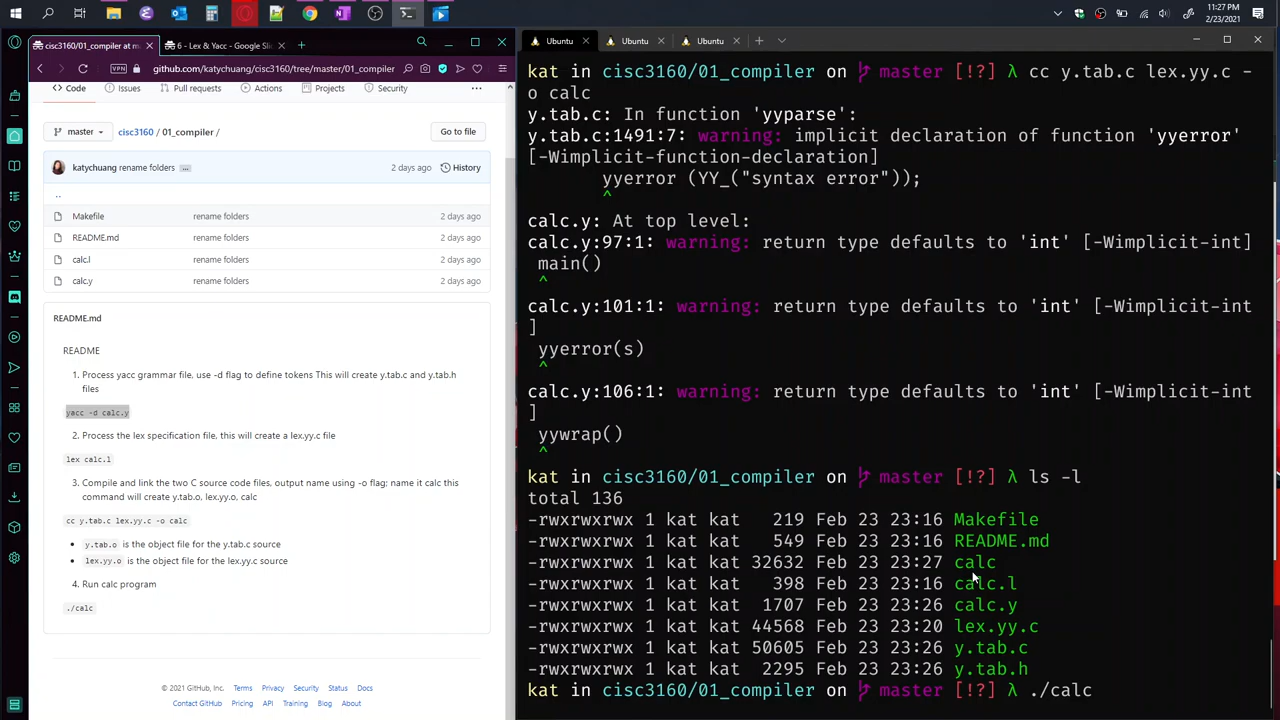 11:27 PM
2/23/2021
cisc3160/01_compiler at m
6 - Lex & Yacc - Google Sli
VPN
github.com/katychuang/cisc3160/tree/master/01_compiler
Code
Issues
Pull requests
Actions
Projects
Security
master
cisc3160 / 01_compiler /
Go to file
katychuang rename folders
2 days ago
History
..
Makefile rename folders 2 days ago
README.md rename folders 2 days ago
calc.l rename folders 2 days ago
calc.y rename folders 2 days ago
README.md
README
1. Process yacc grammar file, use -d flag to define tokens This will create y.tab.c and y.tab.h
files
yacc -d calc.y
2. Process the lex specification file, this will create a lex.yy.c file
lex calc.l
3. Compile and link the two C source code files, output name using -o flag; name it calc this
command will create y.tab.o, lex.yy.o, calc
cc y.tab.c lex.yy.c -o calc
• y.tab.o is the object file for the y.tab.c source
• lex.yy.o is the object file for the lex.yy.c source
4. Run calc program
./calc
© 2021 GitHub, Inc. Terms Privacy Security Status Docs
Contact GitHub Pricing API Training Blog About
Ubuntu
Ubuntu
Ubuntu
kat in cisc3160/01_compiler on master [!?] λ cc y.tab.c lex.yy.c -
o calc
y.tab.c: In function 'yyparse':
y.tab.c:1491:7: warning: implicit declaration of function 'yyerror'
[-Wimplicit-function-declaration]
yyerror (YY_("syntax error"));
^
calc.y: At top level:
calc.y:97:1: warning: return type defaults to 'int' [-Wimplicit-int]
main()
^
calc.y:101:1: warning: return type defaults to 'int' [-Wimplicit-int
]
yyerror(s)
^
calc.y:106:1: warning: return type defaults to 'int' [-Wimplicit-int
]
yywrap()
^
kat in cisc3160/01_compiler on master [!?] λ ls -l
total 136
-rwxrwxrwx 1 kat kat 219 Feb 23 23:16 Makefile
-rwxrwxrwx 1 kat kat 549 Feb 23 23:16 README.md
-rwxrwxrwx 1 kat kat 32632 Feb 23 23:27 calc
-rwxrwxrwx 1 kat kat 398 Feb 23 23:16 calc.l
-rwxrwxrwx 1 kat kat 1707 Feb 23 23:26 calc.y
-rwxrwxrwx 1 kat kat 44568 Feb 23 23:20 lex.yy.c
-rwxrwxrwx 1 kat kat 50605 Feb 23 23:26 y.tab.c
-rwxrwxrwx 1 kat kat 2295 Feb 23 23:26 y.tab.h
kat in cisc3160/01_compiler on master [!?] λ ./calc